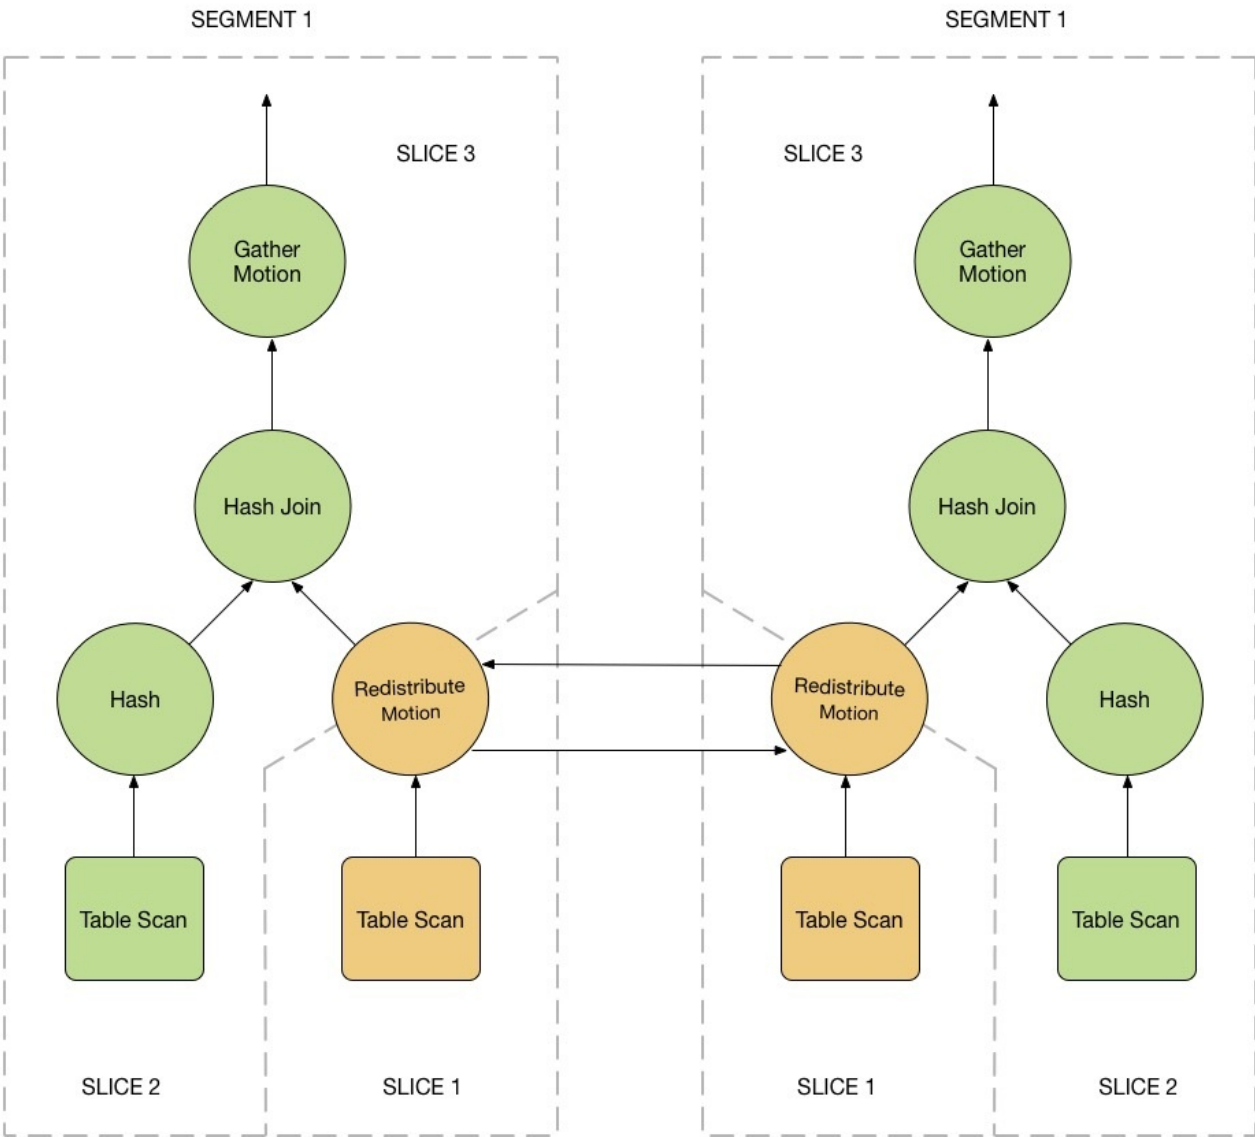 SEGMENT 1
SEGMENT 1
SLICE 3
SLICE 3
Gather
Motion
Gather
Motion
Hash Join
Hash Join
Hash
Redistribute
Motion
Redistribute
Motion
Hash
Table Scan
Table Scan
Table Scan
Table Scan
SLICE 2
SLICE 1
SLICE 1
SLICE 2